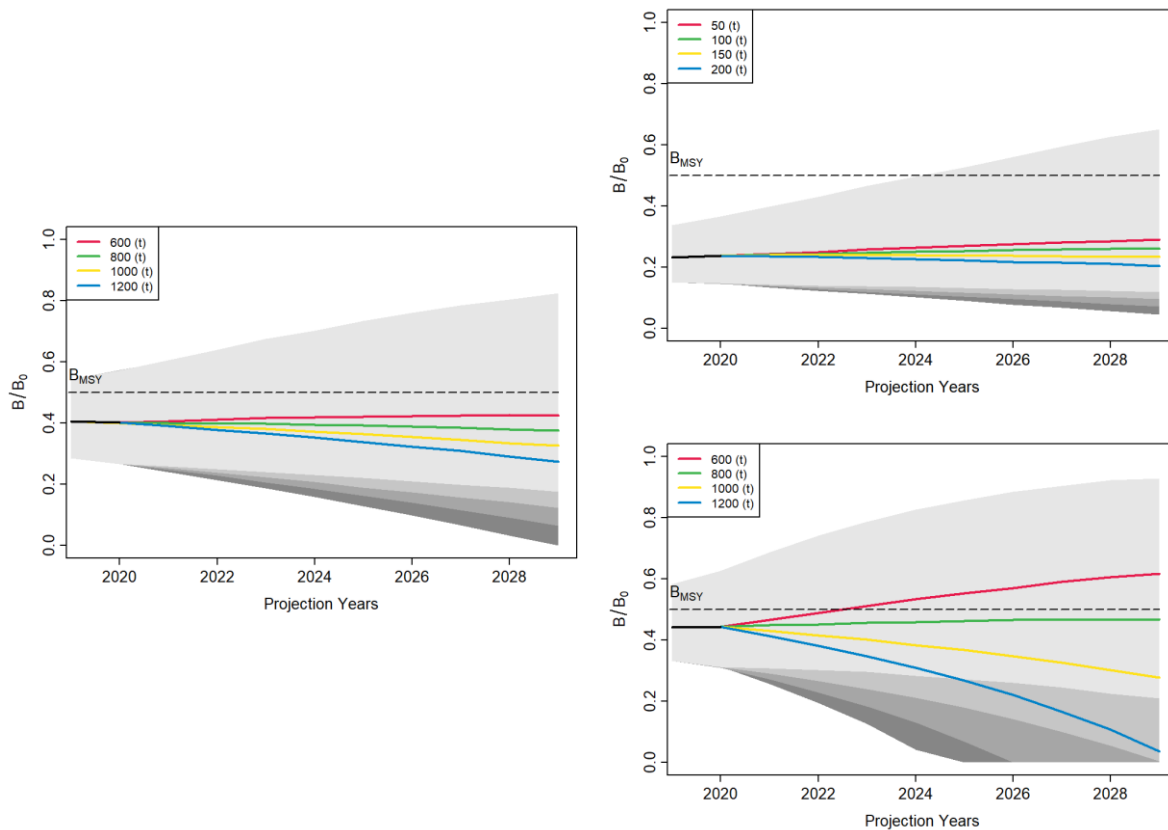 600 (t)
800 (t)
1000 (t)
1200 (t)
BMSY
B/B0
0.0 0.2 0.4 0.6 0.8 1.0
2020 2022 2024 2026 2028
Projection Years
50 (t)
100 (t)
150 (t)
200 (t)
BMSY
B/B0
0.0 0.2 0.4 0.6 0.8 1.0
2020 2022 2024 2026 2028
Projection Years
600 (t)
800 (t)
1000 (t)
1200 (t)
BMSY
B/B0
0.0 0.2 0.4 0.6 0.8 1.0
2020 2022 2024 2026 2028
Projection Years